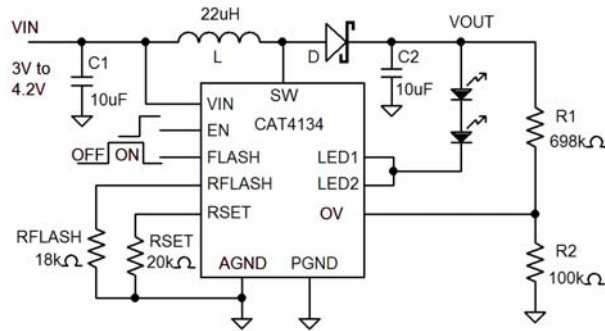 22uH
VIN
VOUT
L
D
3V to
4.2V
C1
10uF
C2
10uF
SW
VIN
CAT4134
EN
R1
698kΩ
OFF
ON
FLASH
LED1
RFLASH
LED2
RSET
OV
RFLASH
18kΩ
RSET
20kΩ
AGND
PGND
R2
100kΩ